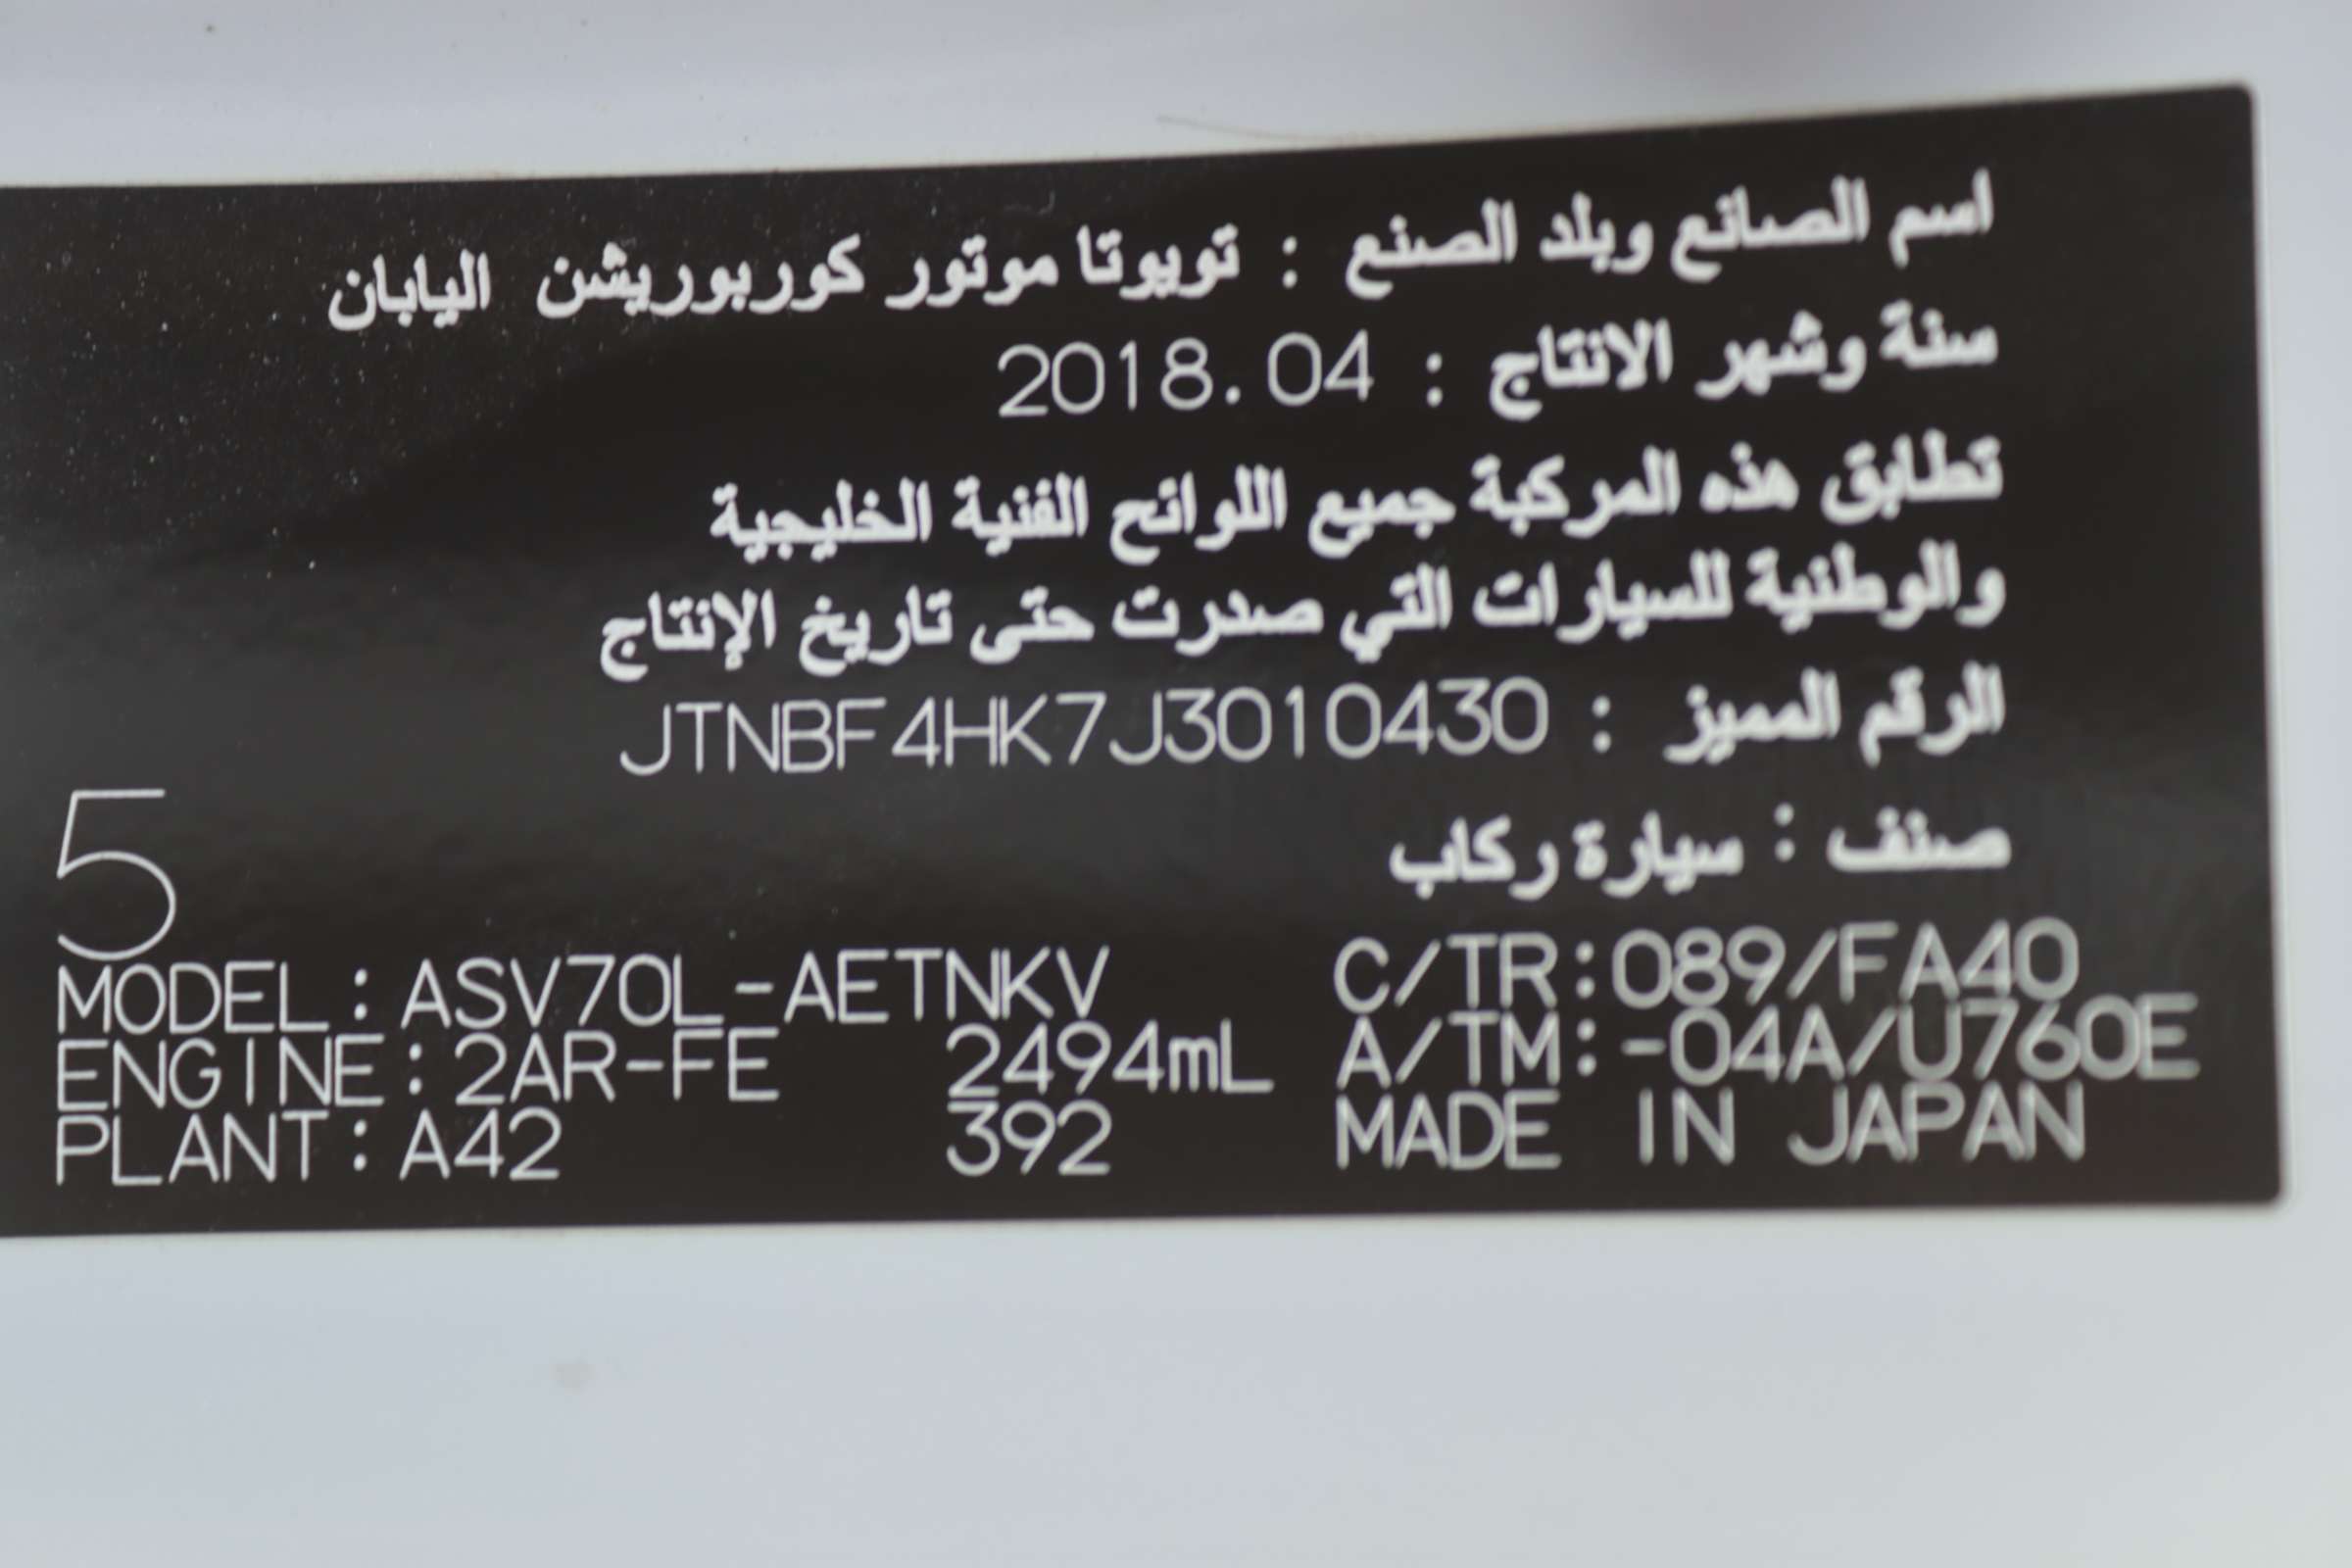 اسم الصانع وبلد الصنع : تويوتا موتور كوربوريشن اليابان
سنة وشهر الانتاج : 2018.04
تطابق هذه المركبة جميع اللوائح الفنية الخليجية
والوطنية للسيارات التي صدرت حتى تاريخ الإنتاج
الرقم المميز : JTNBF4HK7J3010430
صنف : سيارة ركاب
5
MODEL: ASV70L-AETNKV C/TR:089/FA40
ENGINE:2AR-FE 2494mL A/TM:-04A/U760E
PLANT: A42 392 MADE IN JAPAN